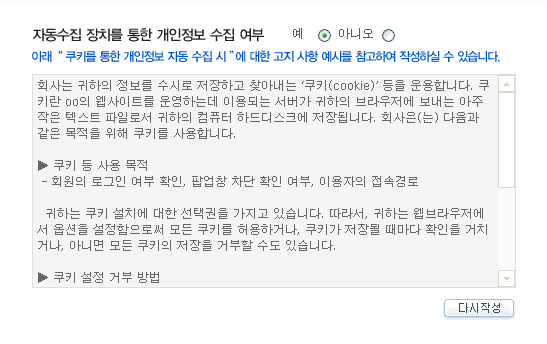 자동수집 장치를 통한 개인정보 수집 여부 예 아니오
아래 “ 쿠키를 통한 개인정보 자동 수집 시 ” 에 대한 고지 사항 예시를 참고하여 작성하실 수 있습니다.
회사는 귀하의 정보를 수시로 저장하고 찾아내는 ‘쿠키(cookie)’ 등을 운용합니다. 쿠
키란 oo의 웹사이트를 운영하는데 이용되는 서버가 귀하의 브라우저에 보내는 아주
작은 텍스트 파일로서 귀하의 컴퓨터 하드디스크에 저장됩니다. 회사은(는) 다음과
같은 목적을 위해 쿠키를 사용합니다.
▶ 쿠키 등 사용 목적
- 회원의 로그인 여부 확인, 팝업창 차단 확인 여부, 이용자의 접속경로
귀하는 쿠키 설치에 대한 선택권을 가지고 있습니다. 따라서, 귀하는 웹브라우저에
서 옵션을 설정함으로써 모든 쿠키를 허용하거나, 쿠키가 저장될 때마다 확인을 거치
거나, 아니면 모든 쿠키의 저장을 거부할 수도 있습니다.
▶ 쿠키 설정 거부 방법
다시작성